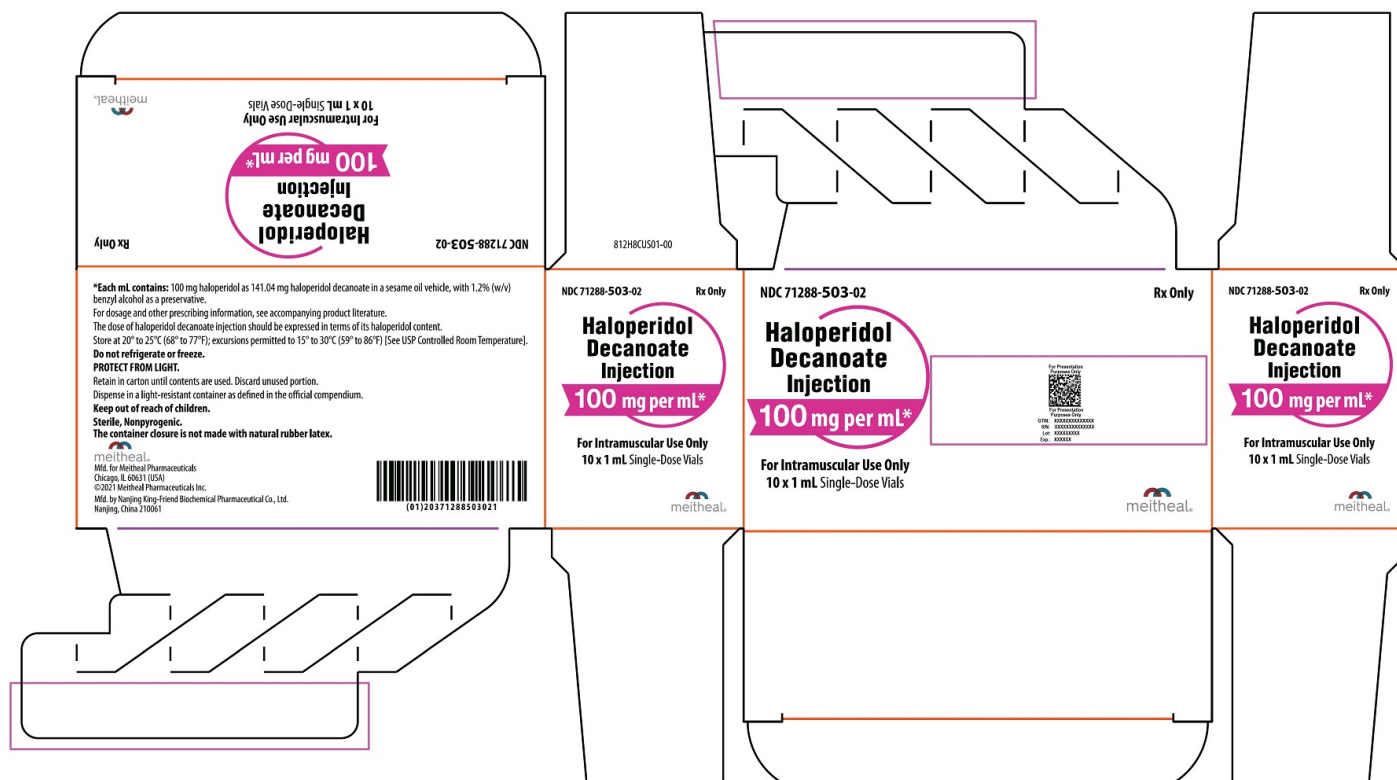 meitheal®
10 x 1 mL Single-Dose Vials
For Intramuscular Use Only
100 mg per mL*
Injection
Decanoate
Haloperidol
Rx Only
NDC 71288-503-02
*Each mL contains: 100 mg haloperidol as 141.04 mg haloperidol decanoate in a sesame oil vehicle, with 1.2% (w/v)
benzyl alcohol as a preservative.
For dosage and other prescribing information, see accompanying product literature.
The dose of haloperidol decanoate injection should be expressed in terms of its haloperidol content.
Store at 20° to 25°C (68° to 77°F); excursions permitted to 15° to 30°C (59° to 86°F) [See USP Controlled Room Temperature].
Do not refrigerate or freeze.
PROTECT FROM LIGHT.
Retain in carton until contents are used. Discard unused portion.
Dispense in a light-resistant container as defined in the official compendium.
Keep out of reach of children.
Sterile, Nonpyrogenic.
The container closure is not made with natural rubber latex.
meitheal®
Mfd. for Meitheal Pharmaceuticals
Chicago, IL 60631 (USA)
©2021 Meitheal Pharmaceuticals Inc.
Mfd. by Nanjing King-Friend Biochemical Pharmaceutical Co., Ltd.
Nanjing, China 210061
(01)20371288503021
812H8CUS01-00
NDC 71288-503-02 Rx Only
Haloperidol
Decanoate
Injection
100 mg per mL*
For Intramuscular Use Only
10 x 1 mL Single-Dose Vials
meitheal®
NDC 71288-503-02 Rx Only
Haloperidol
Decanoate
Injection
100 mg per mL*
For Intramuscular Use Only
10 x 1 mL Single-Dose Vials
For Presentation
Purposes Only
For Presentation
Purposes Only
GTIN: XXXXXXXXXXXXXX
S/N: XXXXXXXXXXXXXX
Lot: XXXXXXXXX
Exp.: XXXXXX
meitheal®
NDC 71288-503-02 Rx Only
Haloperidol
Decanoate
Injection
100 mg per mL*
For Intramuscular Use Only
10 x 1 mL Single-Dose Vials
meitheal®